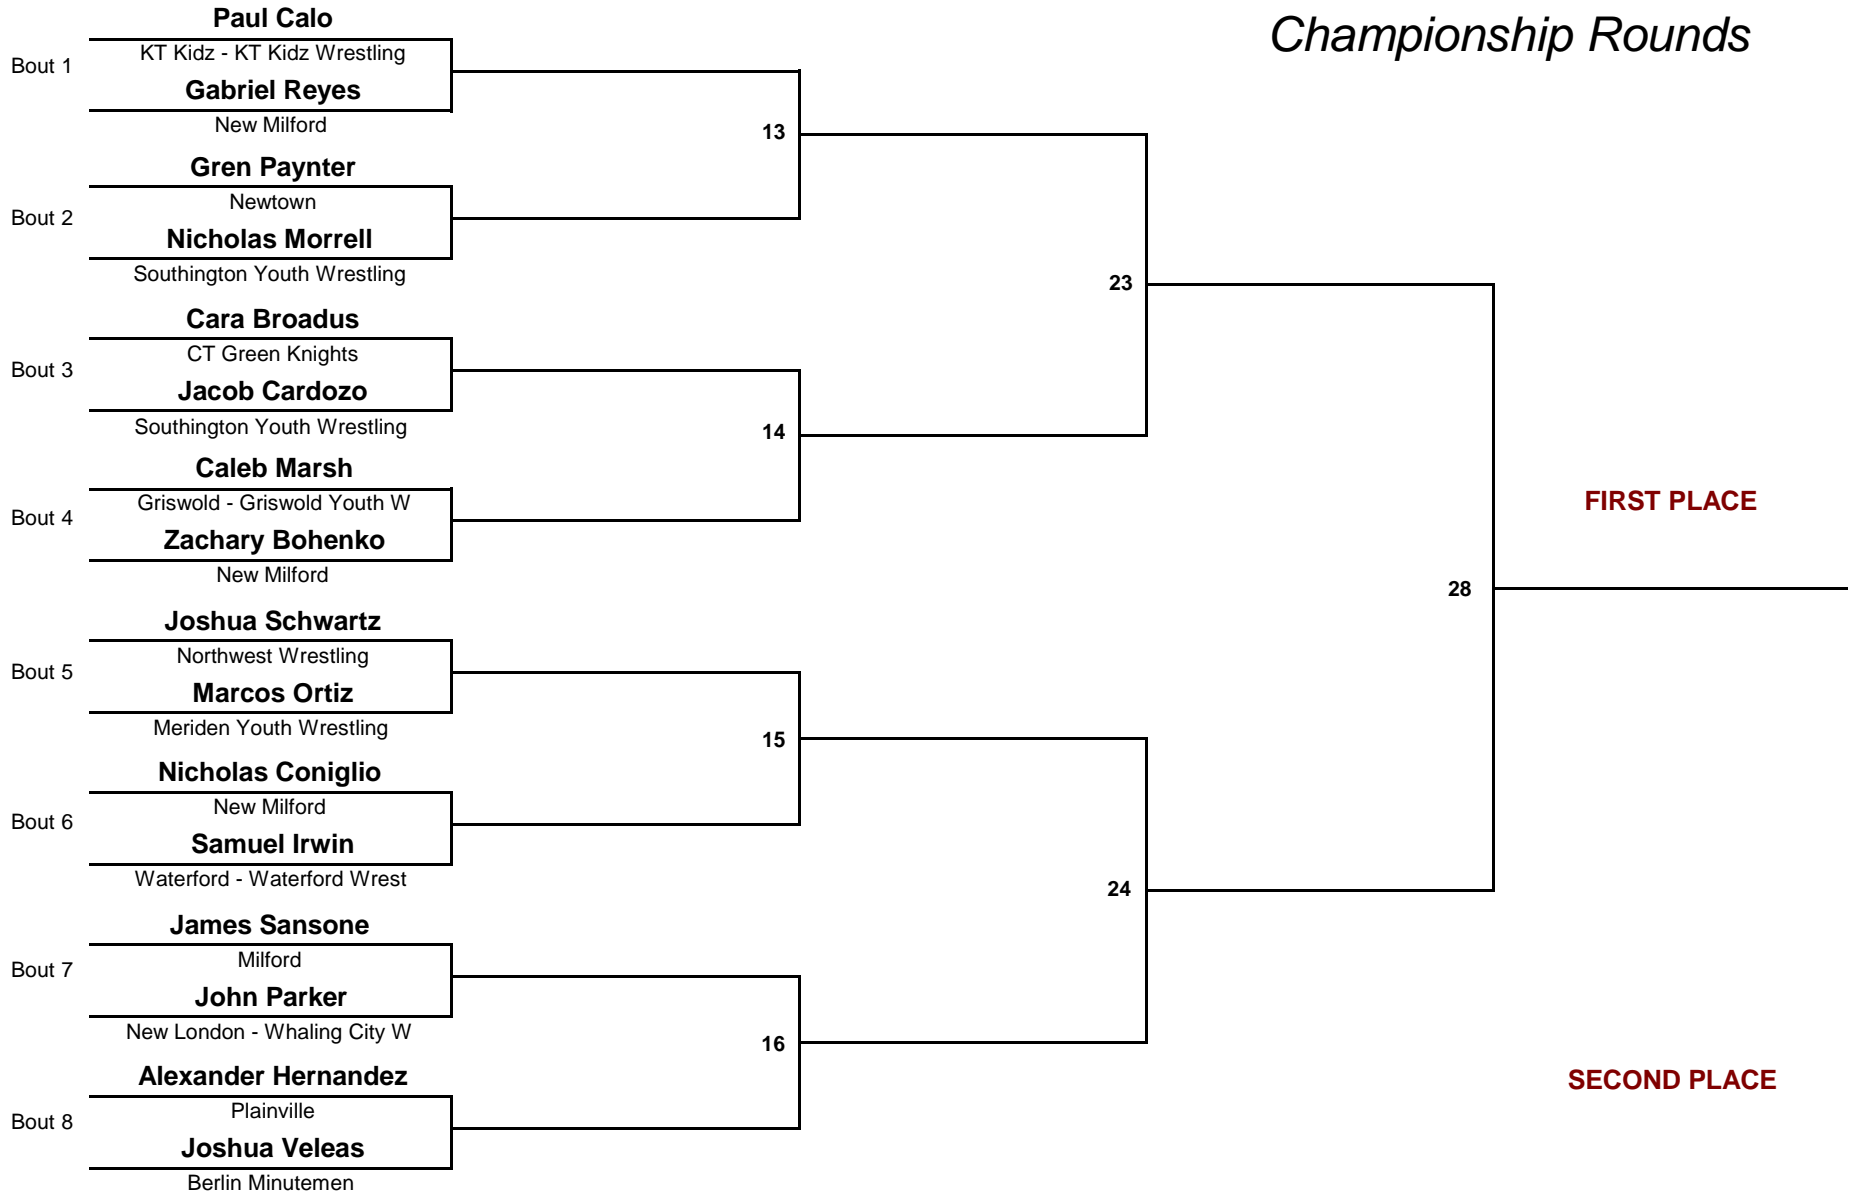 Championship Rounds
Paul Calo
Bout 1
KT Kidz - KT Kidz Wrestling
Gabriel Reyes
New Milford
13
Gren Paynter
Bout 2
Newtown
Nicholas Morrell
Southington Youth Wrestling
23
Cara Broadus
Bout 3
CT Green Knights
Jacob Cardozo
Southington Youth Wrestling
14
Caleb Marsh
Bout 4
Griswold - Griswold Youth W
Zachary Bohenko
New Milford
FIRST PLACE
28
Joshua Schwartz
Bout 5
Northwest Wrestling
Marcos Ortiz
Meriden Youth Wrestling
15
Nicholas Coniglio
Bout 6
New Milford
Samuel Irwin
Waterford - Waterford Wrest
24
James Sansone
Bout 7
Milford
John Parker
New London - Whaling City W
16
Alexander Hernandez
Bout 8
Plainville
Joshua Veleas
Berlin Minutemen
SECOND PLACE